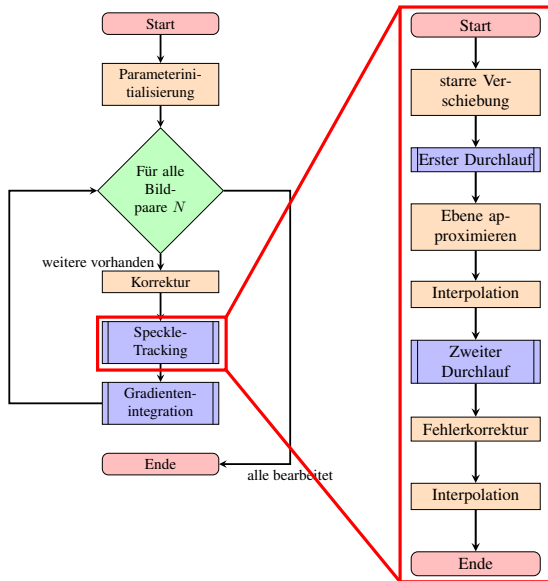 Start
Parameterini-
tialisierung
Für alle
Bild-
paare N
weitere vorhanden
Korrektur
Speckle-
Tracking
Gradienten-
integration
Ende
alle bearbeitet
Start
starre Ver-
schiebung
Erster Durchlauf
Ebene ap-
proximieren
Interpolation
Zweiter
Durchlauf
Fehlerkorrektur
Interpolation
Ende